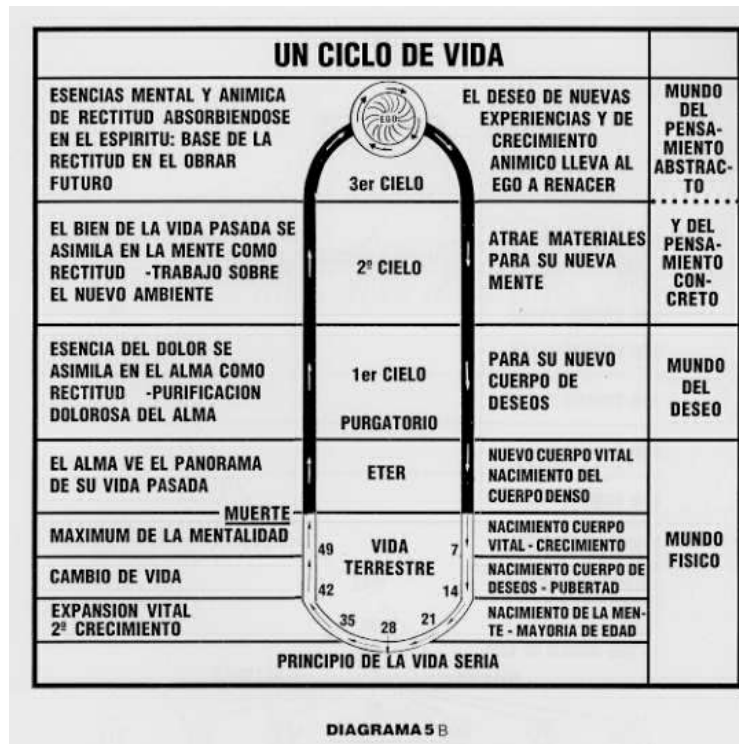 UN CICLO DE VIDA
ESENCIAS MENTAL Y ANIMICA
DE RECTITUD ABSORBIENDOSE
EN EL ESPIRITU: BASE DE LA
RECTITUD EN EL OBRAR
FUTURO
EGO
3er CIELO
EL DESEO DE NUEVAS
EXPERIENCIAS Y DE
CRECIMIENTO
ANIMICO LLEVA AL
EGO A RENACER
MUNDO
DEL
PENSA-
MIENTO
ABSTRAC-
TO
EL BIEN DE LA VIDA PASADA SE
ASIMILA EN LA MENTE COMO
RECTITUD -TRABAJO SOBRE
EL NUEVO AMBIENTE
2º CIELO
ATRAE MATERIALES
PARA SU NUEVA
MENTE
Y DEL
PENSA-
MIENTO
CON-
CRETO
ESENCIA DEL DOLOR SE
ASIMILA EN EL ALMA COMO
RECTITUD -PURIFICACION
DOLOROSA DEL ALMA
1er CIELO
PURGATORIO
PARA SU NUEVO
CUERPO DE
DESEOS
MUNDO
DEL
DESEO
EL ALMA VE EL PANORAMA
DE SU VIDA PASADA
ETER
NUEVO CUERPO VITAL
NACIMIENTO DEL
CUERPO DENSO
MUERTE
MAXIMUM DE LA MENTALIDAD
49
VIDA
TERRESTRE
7
NACIMIENTO CUERPO
VITAL - CRECIMIENTO
MUNDO
FISICO
CAMBIO DE VIDA
42
14
NACIMIENTO CUERPO DE
DESEOS - PUBERTAD
EXPANSION VITAL
2º CRECIMIENTO
35
28
21
NACIMIENTO DE LA MEN-
TE - MAYORIA DE EDAD
PRINCIPIO DE LA VIDA SERIA
DIAGRAMA 5 B